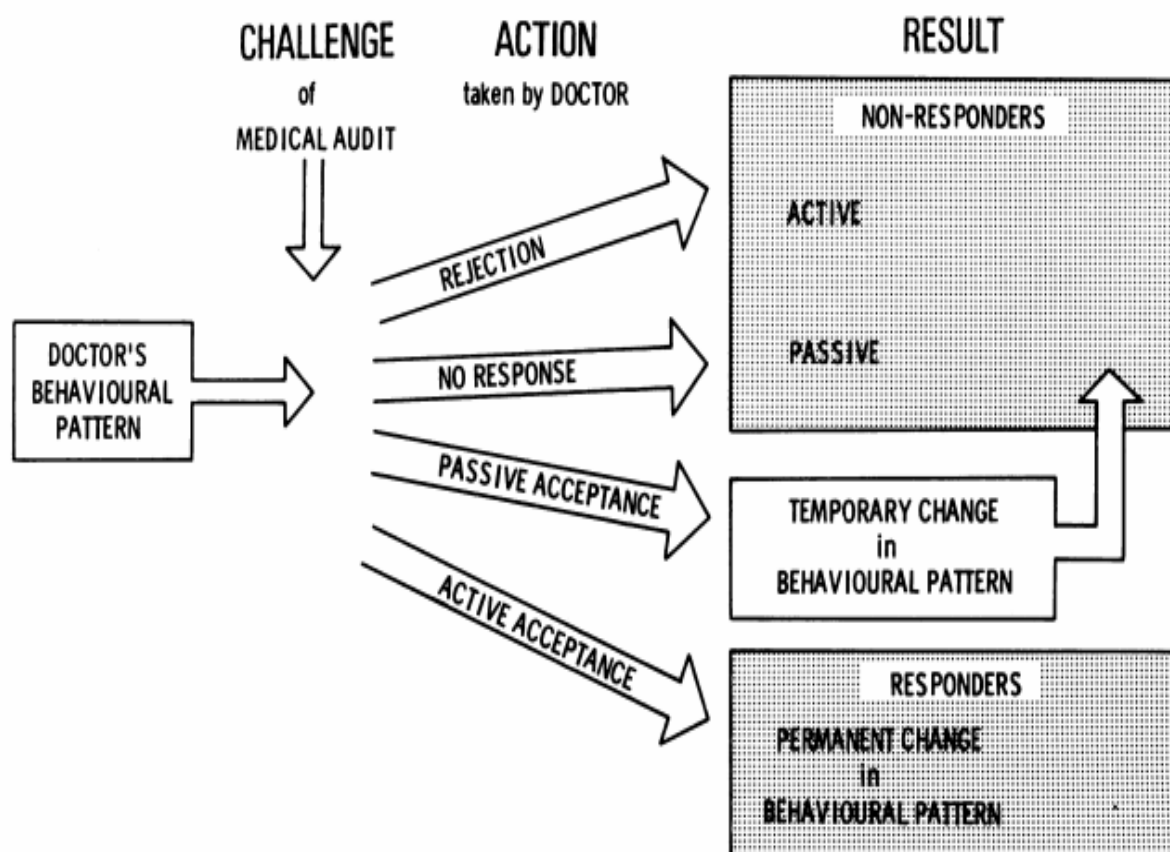 CHALLENGE
of
MEDICAL AUDIT
ACTION
taken by DOCTOR
RESULT
NON-RESPONDERS
ACTIVE
PASSIVE
REJECTION
NO RESPONSE
PASSIVE ACCEPTANCE
ACTIVE ACCEPTANCE
DOCTOR'S
BEHAVIOURAL
PATTERN
TEMPORARY CHANGE
in
BEHAVIOURAL PATTERN
RESPONDERS
PERMANENT CHANGE
in
BEHAVIOURAL PATTERN